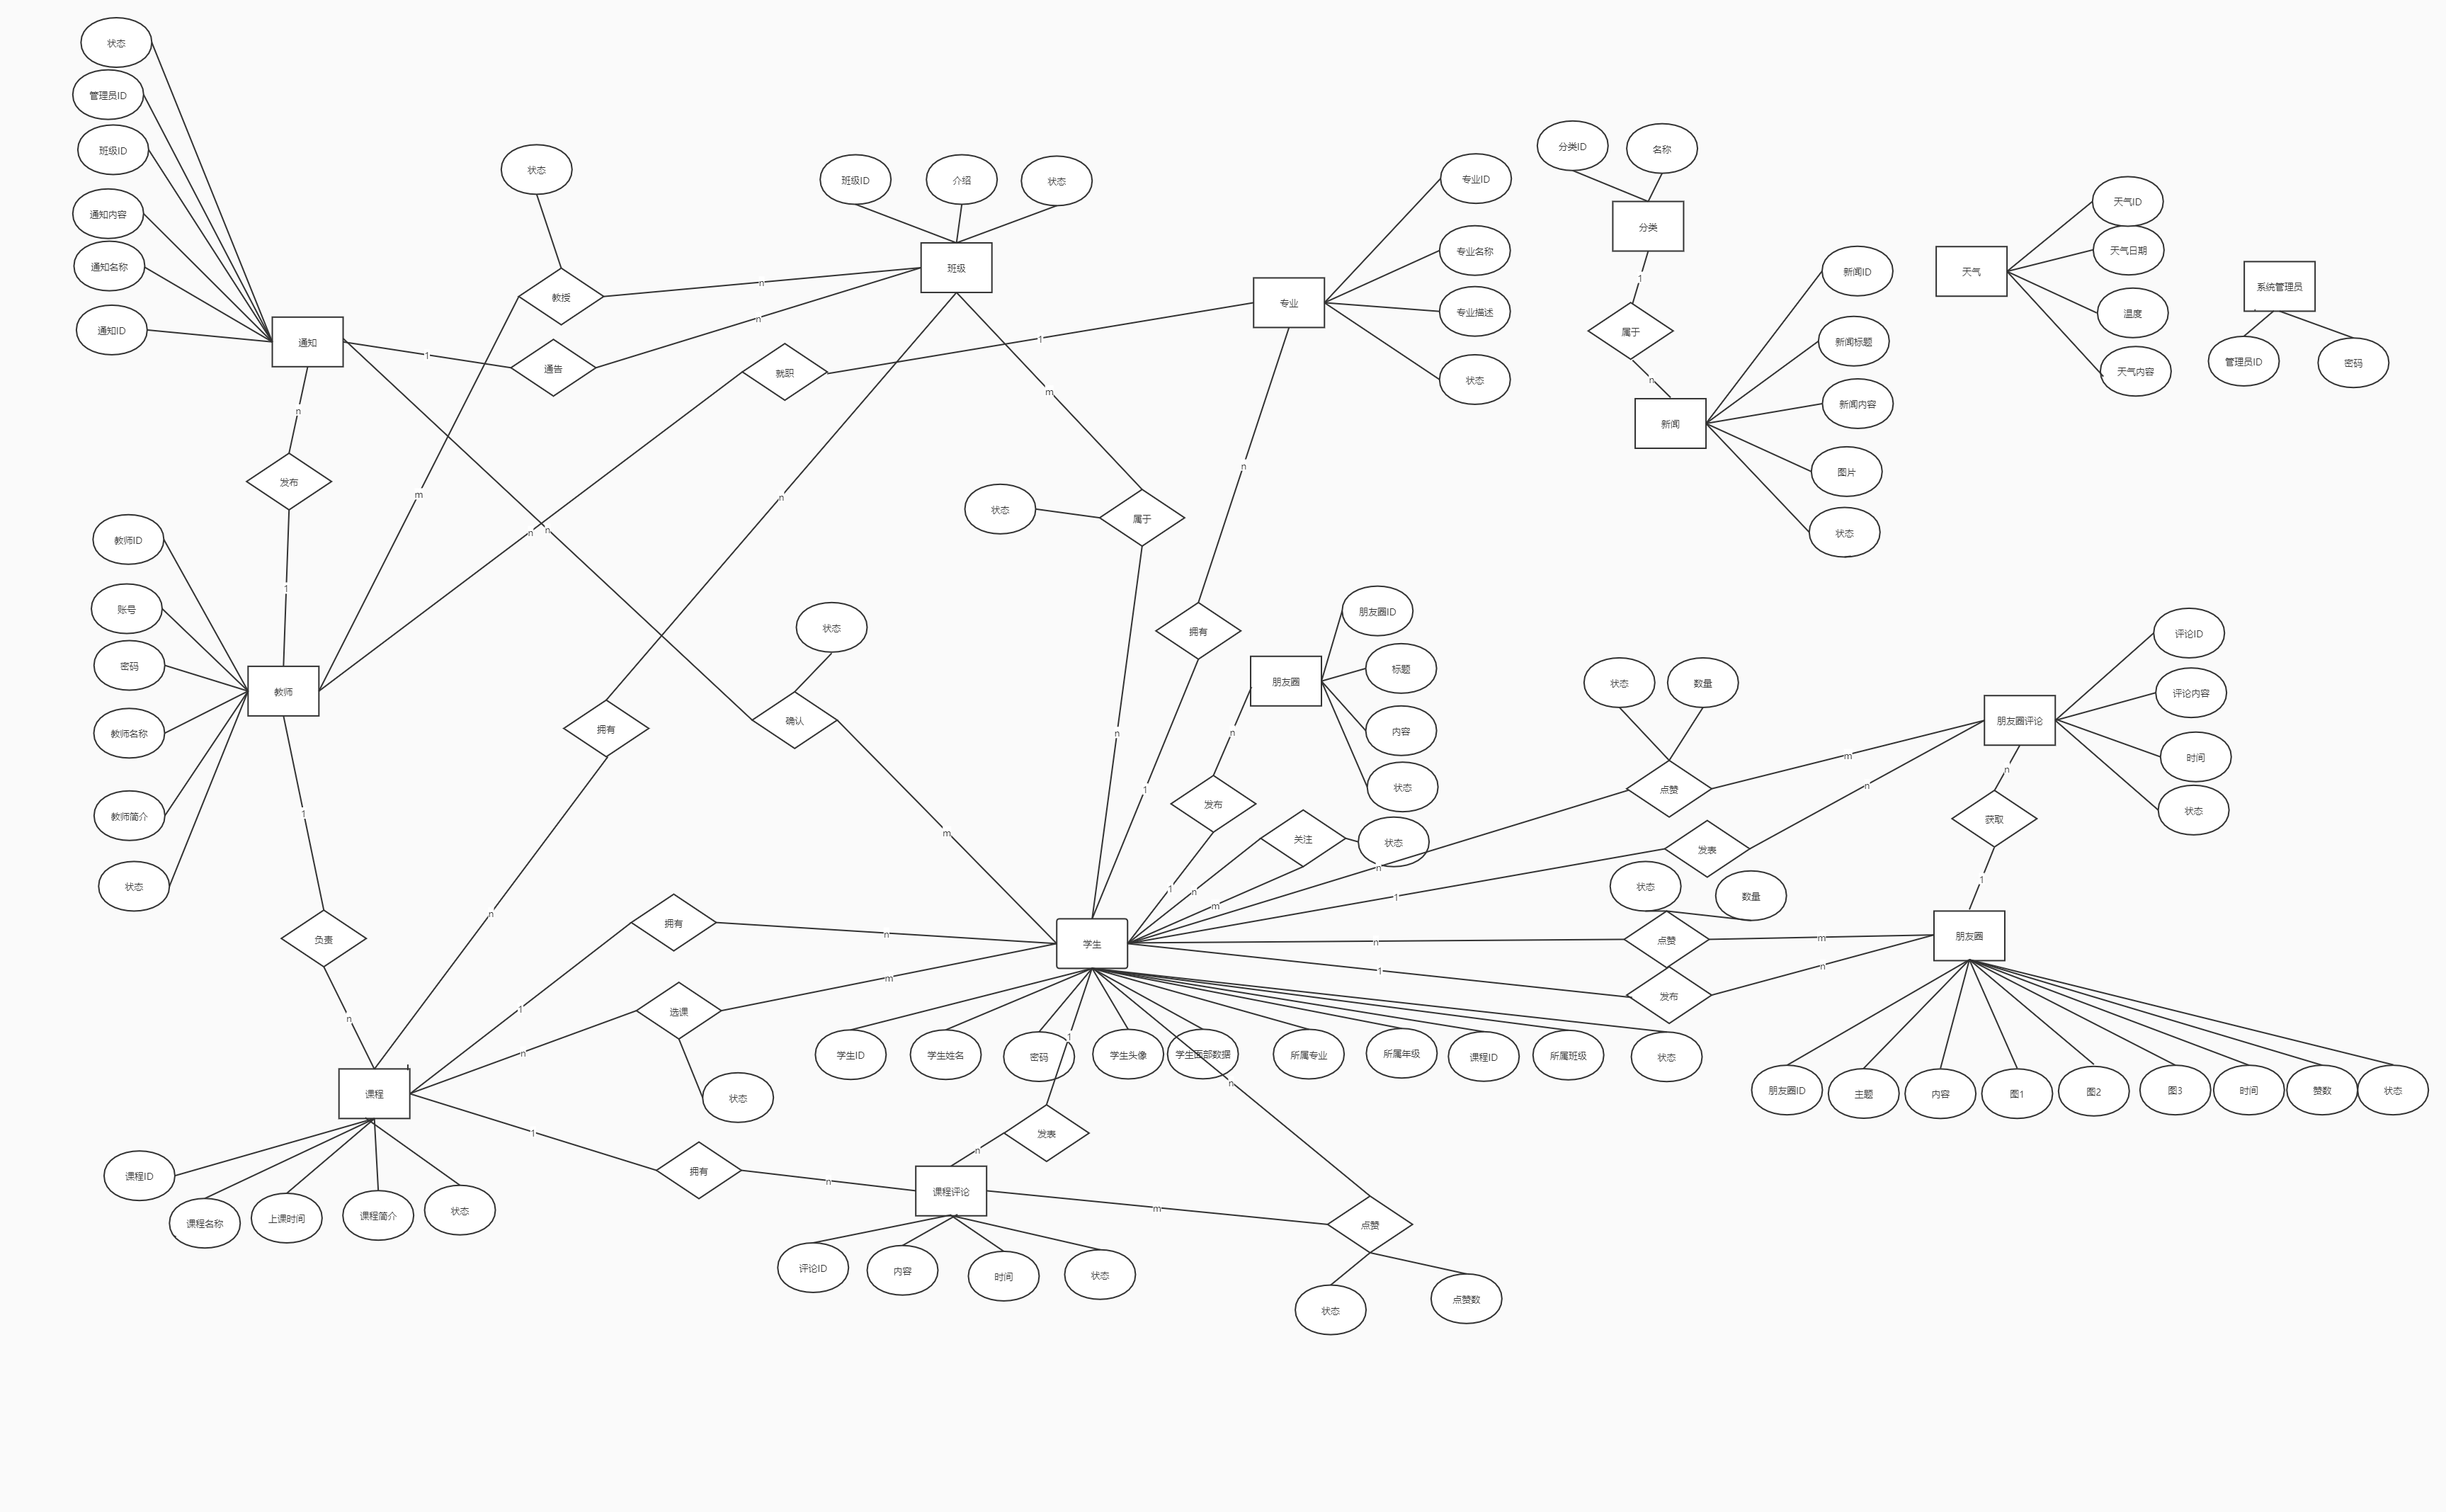 状态
管理员ID
班级ID
通知内容
通知名称
通知ID
通知
状态
教授
通告
就职
班级ID
介绍
状态
班级
专业
专业ID
专业名称
专业描述
状态
分类ID
名称
分类
1
属于
n
新闻
新闻ID
新闻标题
新闻内容
图片
状态
天气
天气ID
天气日期
温度
天气内容
系统管理员
管理员ID
密码
n
n
1
1
n
发布
1
m
n
n
n
m
n
状态
属于
n
拥有
1
教师ID
账号
密码
教师名称
教师简介
状态
教师
1
负责
n
拥有
n
状态
确认
m
朋友圈
朋友圈ID
标题
内容
状态
n
发布
1
关注
状态
n
m
状态
数量
点赞
m
n
发表
n
1
朋友圈评论
评论ID
评论内容
时间
状态
n
获取
1
状态
数量
点赞
n
m
发布
1
n
朋友圈
朋友圈ID
主题
内容
图1
图2
图3
时间
赞数
状态
拥有
n
1
选课
m
n
状态
学生
学生ID
学生姓名
密码
学生头像
学生面部数据
所属专业
所属年级
课程ID
所属班级
状态
课程
课程ID
课程名称
上课时间
课程简介
状态
1
拥有
n
1
发表
n
课程评论
评论ID
内容
时间
状态
n
m
点赞
状态
点赞数